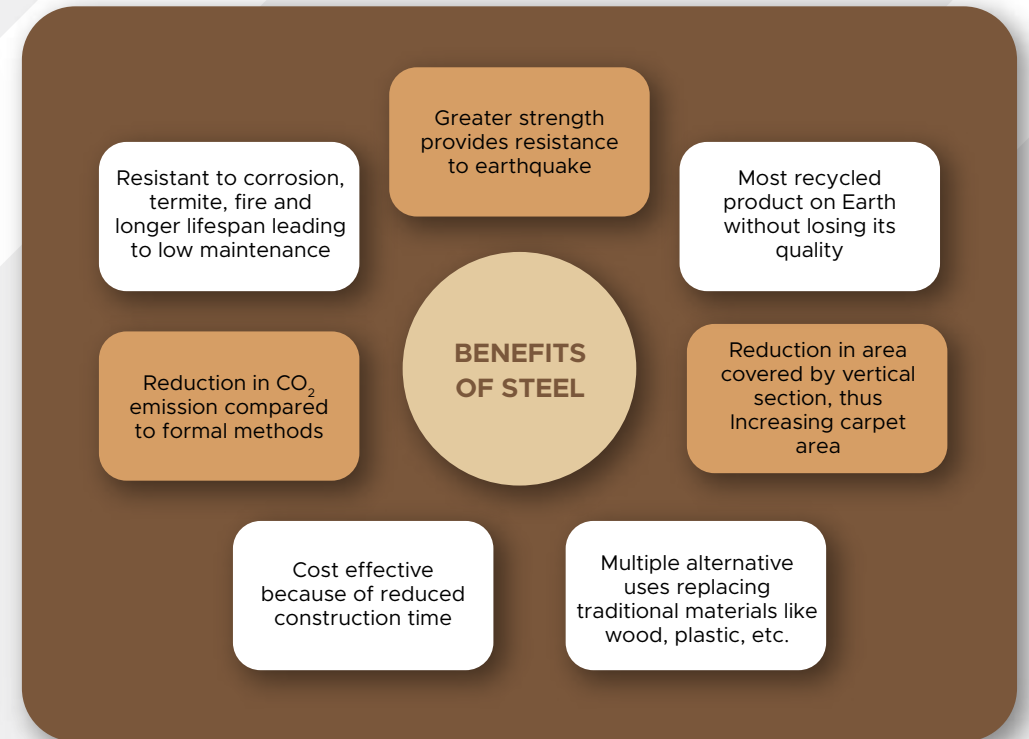 Greater strength
provides resistance
to earthquake
Resistant to corrosion,
termite, fire and
longer lifespan leading
to low maintenance
Most recycled
product on Earth
without losing its
quality
BENEFITS
OF STEEL
Reduction in CO₂
emission compared
to formal methods
Reduction in area
covered by vertical
section, thus
Increasing carpet
area
Cost effective
because of reduced
construction time
Multiple alternative
uses replacing
traditional materials like
wood, plastic, etc.